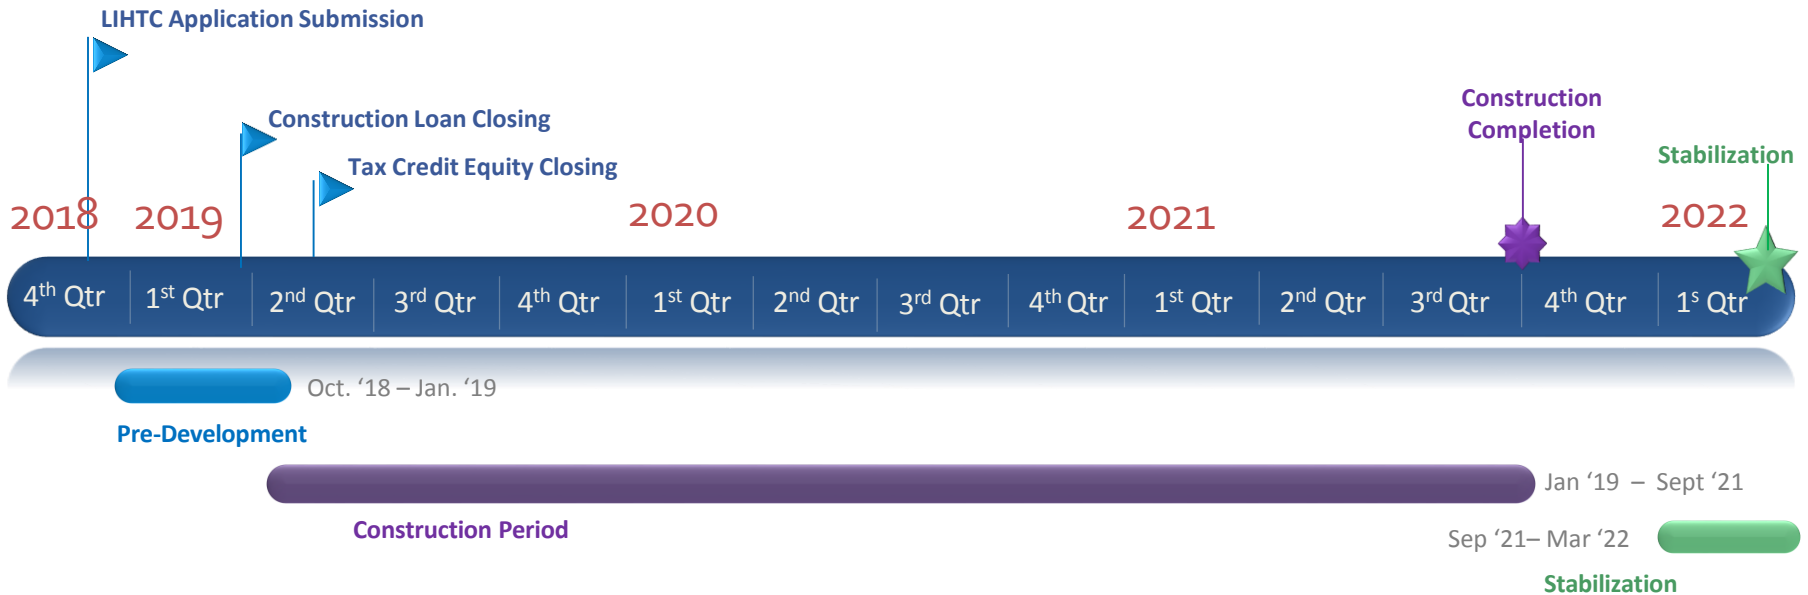 LIHTC Application Submission
Construction Loan Closing
Tax Credit Equity Closing
Construction
Completion
Stabilization
2018 2019 2020 2021 2022
4th Qtr 1st Qtr 2nd Qtr 3rd Qtr 4th Qtr 1st Qtr 2nd Qtr 3rd Qtr 4th Qtr 1st Qtr 2nd Qtr 3rd Qtr 4th Qtr 1s Qtr
Oct. ‘18 – Jan. ‘19
Pre-Development
Jan ‘19 – Sept ‘21
Construction Period
Sep ‘21– Mar ‘22
Stabilization